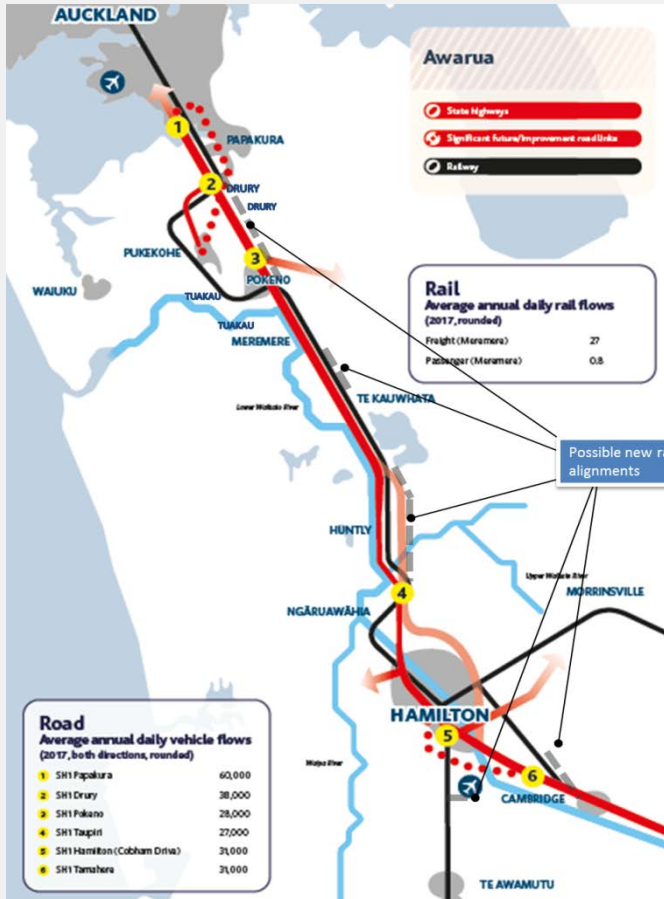 AUCKLAND
Awarua
State highways
Significant future/improvement road links
Railway
1
PAPAKURA
2
DRURY
DRURY
PUKEKOHE
3
POKENO
WAIUKU
TUAKAU
TUAKAU
MEREMERE
Rail
Average annual daily rail flows
(2017, rounded)
Freight (Meremere) 27
Passenger (Meremere) 0.8
Lower Waikato River
TE KAUWHATA
Possible new ra
alignments
HUNTLY
Upper Waikato River
MORRINSVILLE
4
NGĀRUAWĀHIA
HAMILTON
5
6
Waipa River
CAMBRIDGE
TE AWAMUTU
Road
Average annual daily vehicle flows
(2017, both directions, rounded)
1 SH1 Papakura 60,000
2 SH1 Drury 38,000
3 SH1 Pokeno 28,000
4 SH1 Taupiri 27,000
5 SH1 Hamilton (Cobham Drive) 31,000
6 SH1 Tamahere 31,000